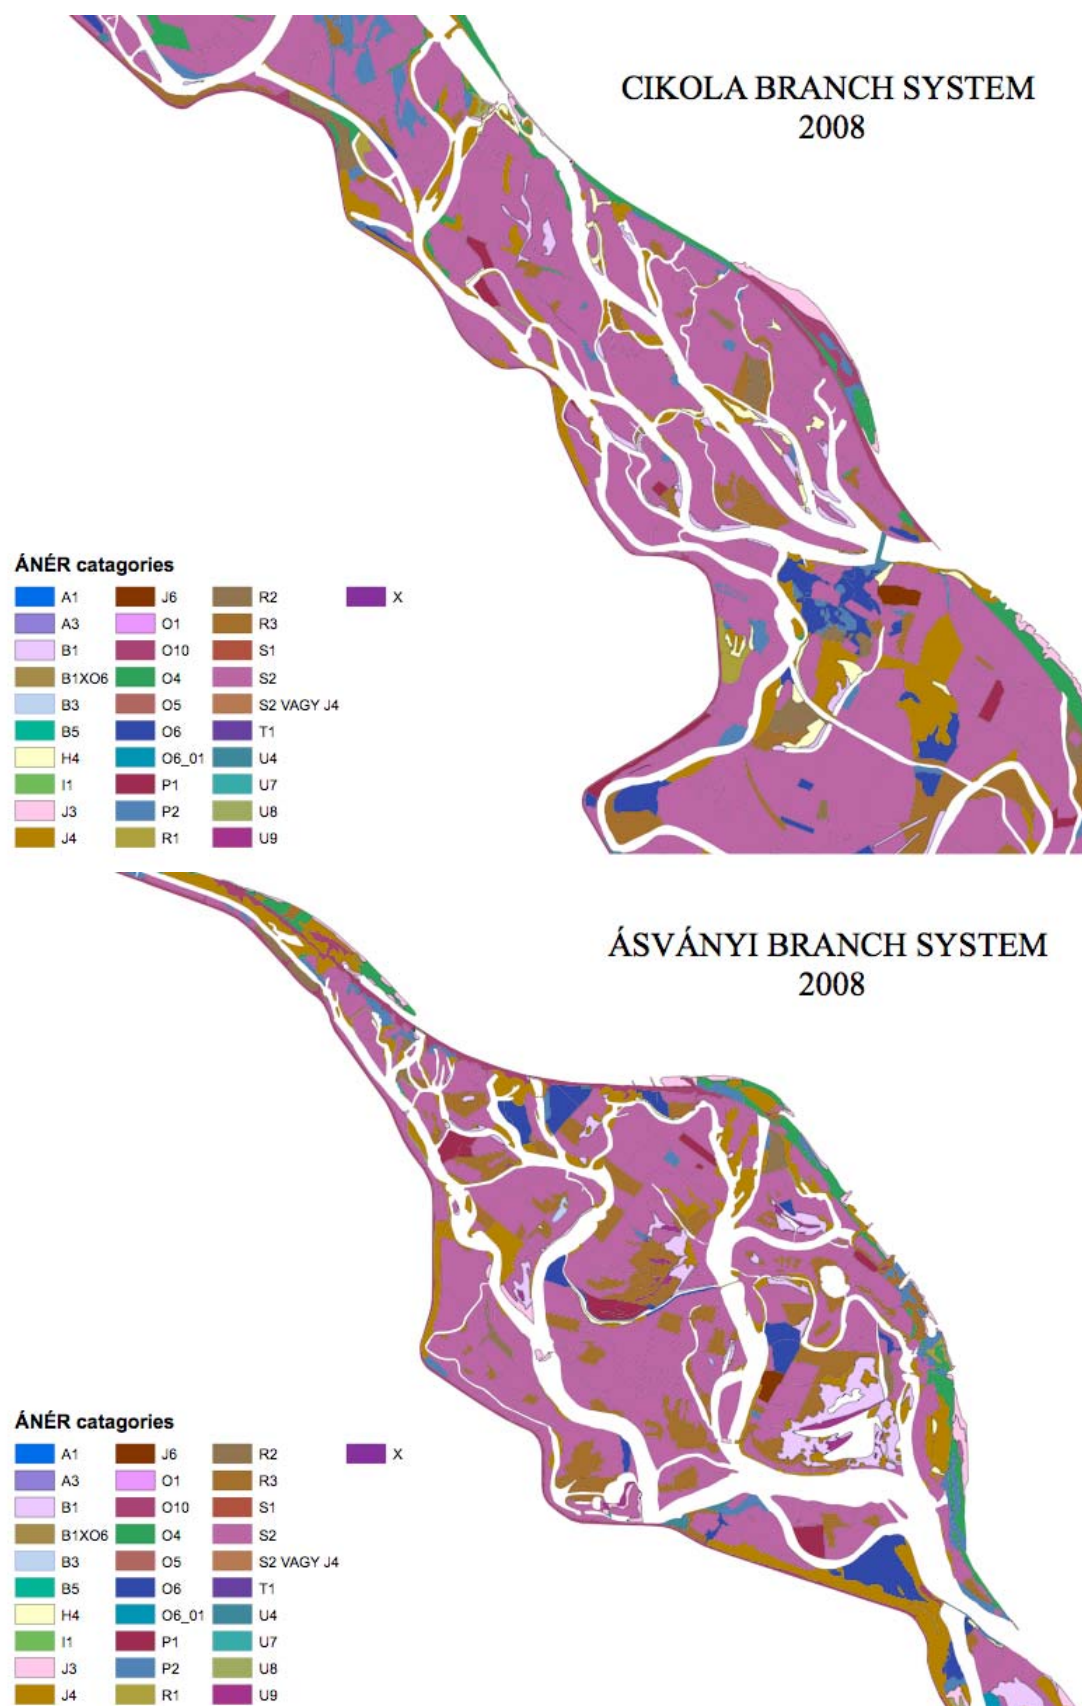 CIKOLA BRANCH SYSTEM
2008
ÁNÉR catagories
A1 J6 R2 X
A3 O1 R3
B1 O10 S1
B1XO6 O4 S2
B3 O5 S2 VAGY J4
B5 O6 T1
H4 O6_01 U4
I1 P1 U7
J3 P2 U8
J4 R1 U9
ÁSVÁNYI BRANCH SYSTEM
2008
ÁNÉR catagories
A1 J6 R2 X
A3 O1 R3
B1 O10 S1
B1XO6 O4 S2
B3 O5 S2 VAGY J4
B5 O6 T1
H4 O6_01 U4
I1 P1 U7
J3 P2 U8
J4 R1 U9